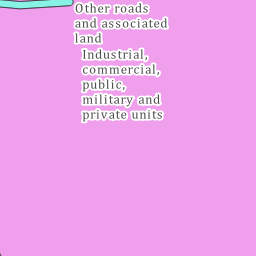 Other roads
and associated
land
Industrial,
commercial,
public,
military and
private units